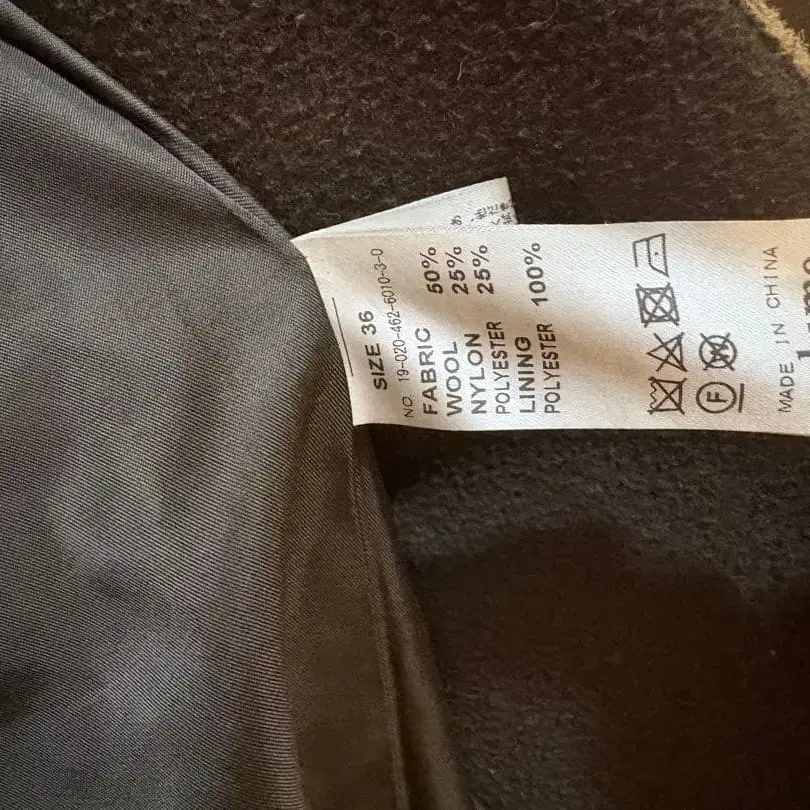 SIZE 36
NO. 19-020-462-6010-3-0
FABRIC
WOOL 50%
NYLON 25%
POLYESTER 25%
LINING
POLYESTER 100%
F W
MADE IN CHINA